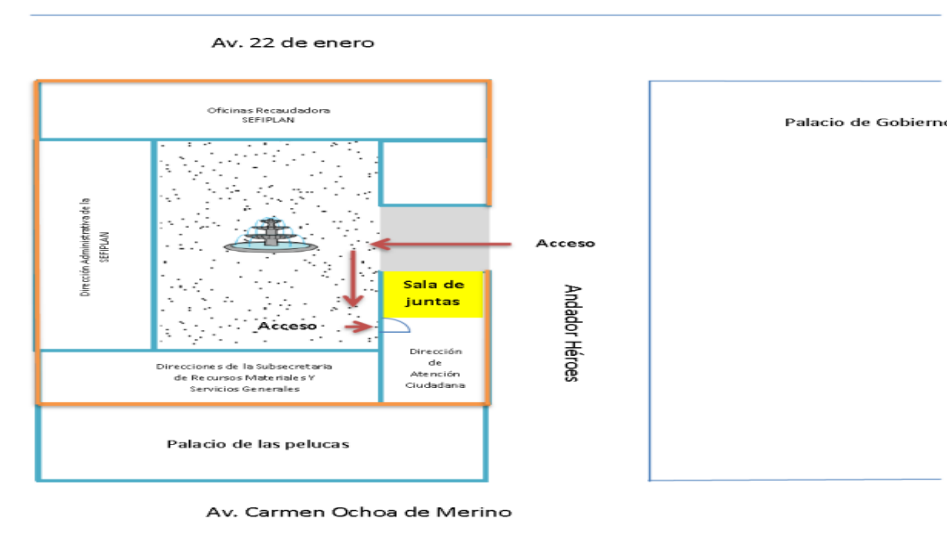 Av. 22 de enero
Oficinas Recaudadora
SEFIPLAN
Palacio de Gobierno
Dirección Administrativa de la
SEFIPLAN
Acceso
Sala de
juntas
Andador Héroes
Acceso
Dirección
de
Atención
Ciudadana
Direcciones de la Subsecretaria
de Recursos Materiales Y
Servicios Generales
Palacio de las pelucas
Av. Carmen Ochoa de Merino